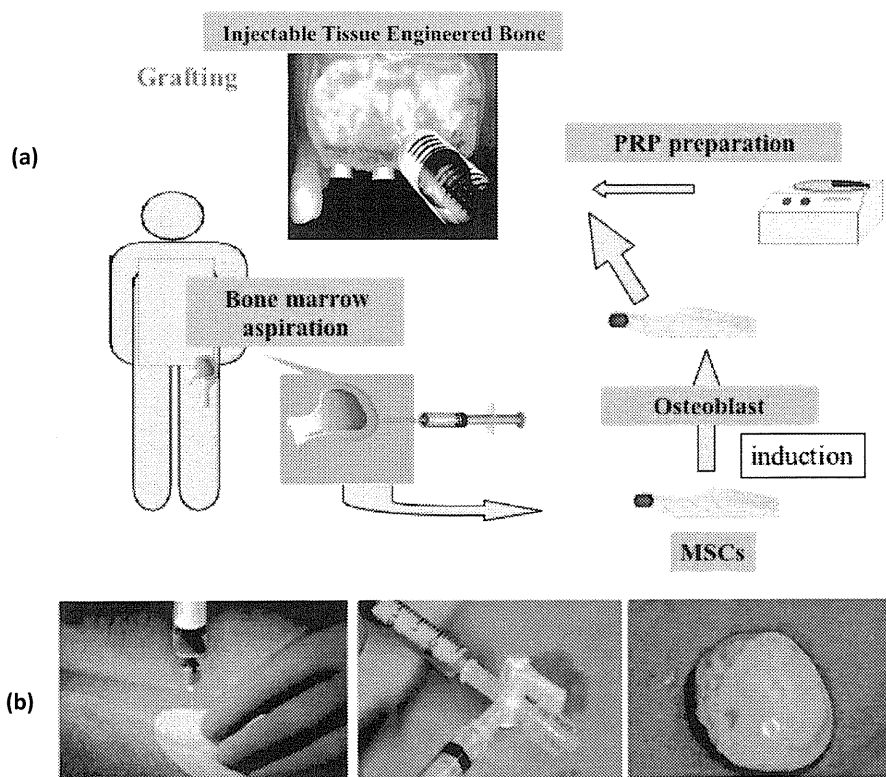 Injectable Tissue Engineered Bone
Grafting
(a)
PRP preparation
Bone marrow
aspiration
Osteoblast
induction
MSCs
(b)